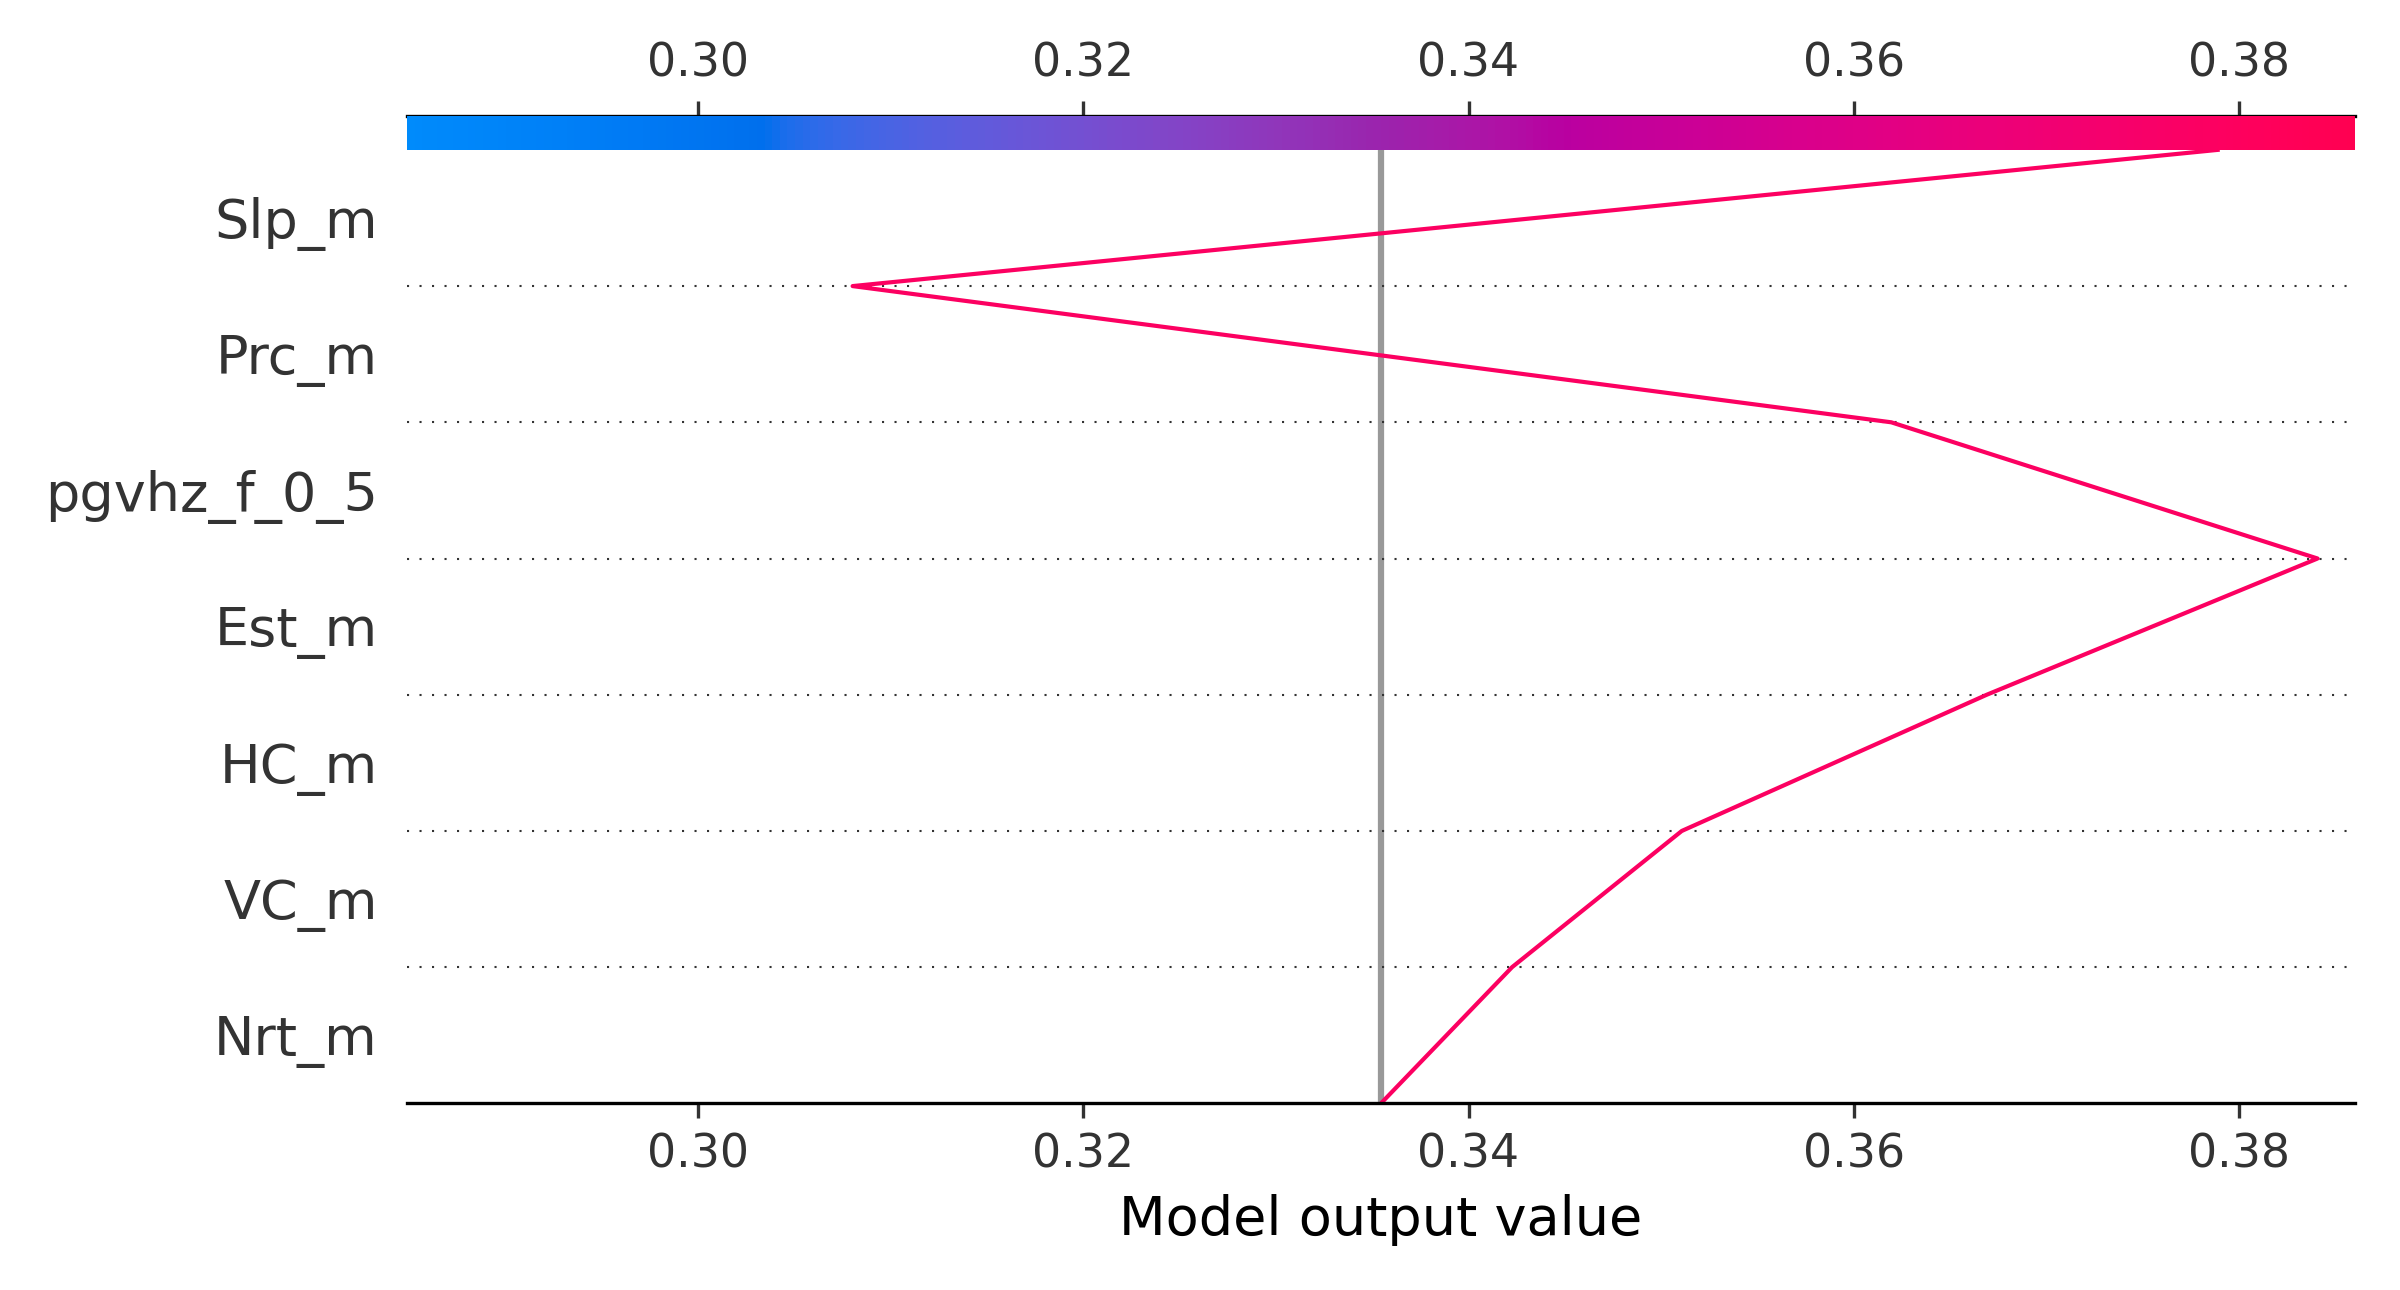 0.30 0.32 0.34 0.36 0.38
Slp_m
Prc_m
pgvhz_f_0_5
Est_m
HC_m
VC_m
Nrt_m
0.30 0.32 0.34 0.36 0.38
Model output value